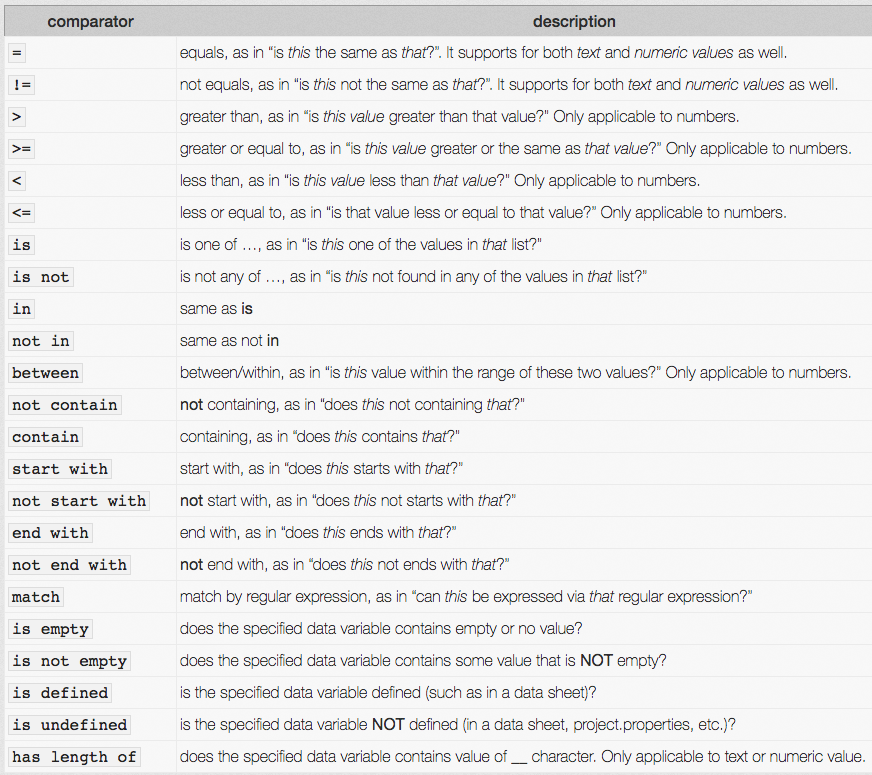 comparator description
= equals, as in “is this the same as that?”. It supports for both text and numeric values as well.
!= not equals, as in “is this not the same as that?”. It supports for both text and numeric values as well.
> greater than, as in “is this value greater than that value?” Only applicable to numbers.
>= greater or equal to, as in “is this value greater or the same as that value?” Only applicable to numbers.
< less than, as in “is this value less than that value?” Only applicable to numbers.
<= less or equal to, as in “is that value less or equal to that value?” Only applicable to numbers.
is is one of …, as in “is this one of the values in that list?”
is not is not any of …, as in “is this not found in any of the values in that list?”
in same as is
not in same as not in
between between/within, as in “is this value within the range of these two values?” Only applicable to numbers.
not contain not containing, as in “does this not containing that?”
contain containing, as in “does this contains that?”
start with start with, as in “does this starts with that?”
not start with not start with, as in “does this not starts with that?”
end with end with, as in “does this ends with that?”
not end with not end with, as in “does this not ends with that?”
match match by regular expression, as in “can this be expressed via that regular expression?”
is empty does the specified data variable contains empty or no value?
is not empty does the specified data variable contains some value that is NOT empty?
is defined is the specified data variable defined (such as in a data sheet)?
is undefined is the specified data variable NOT defined (in a data sheet, project.properties, etc.)?
has length of does the specified data variable contains value of __ character. Only applicable to text or numeric value.